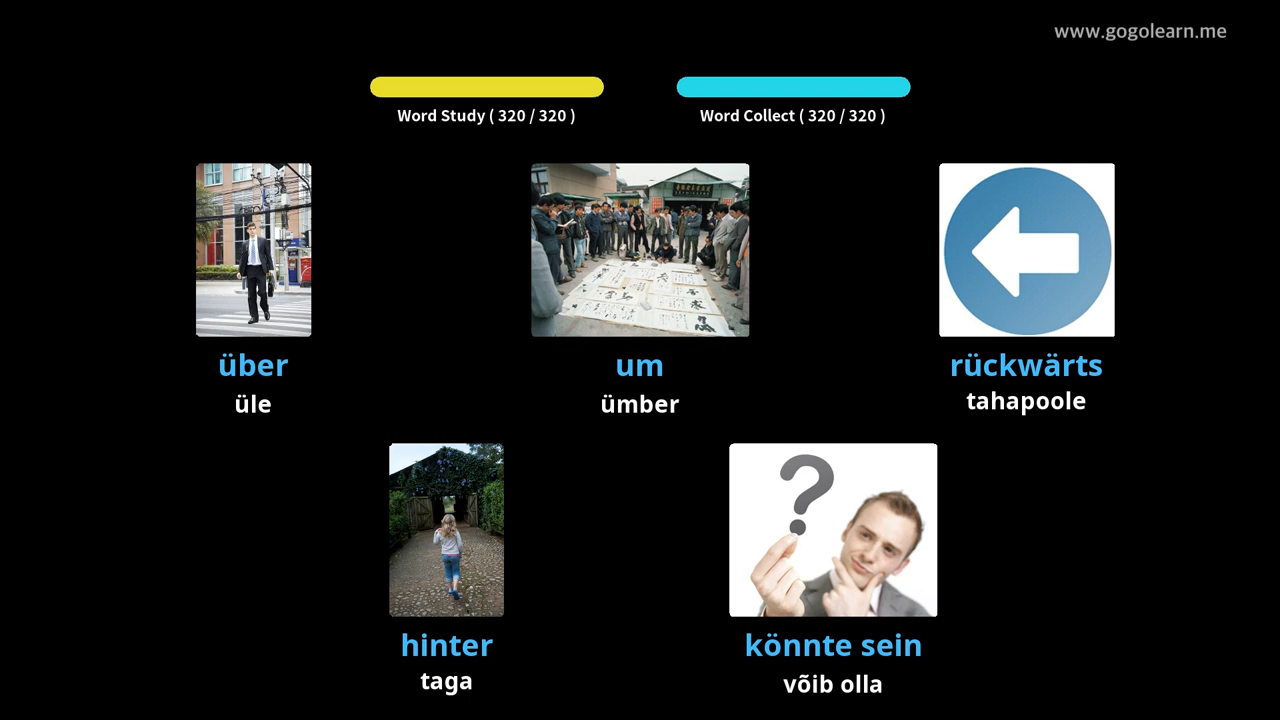 www.gogolearn.me
Word Study ( 320 / 320 )
Word Collect ( 320 / 320 )
über
üle
um
ümber
rückwärts
tahapoole
hinter
taga
könnte sein
võib olla